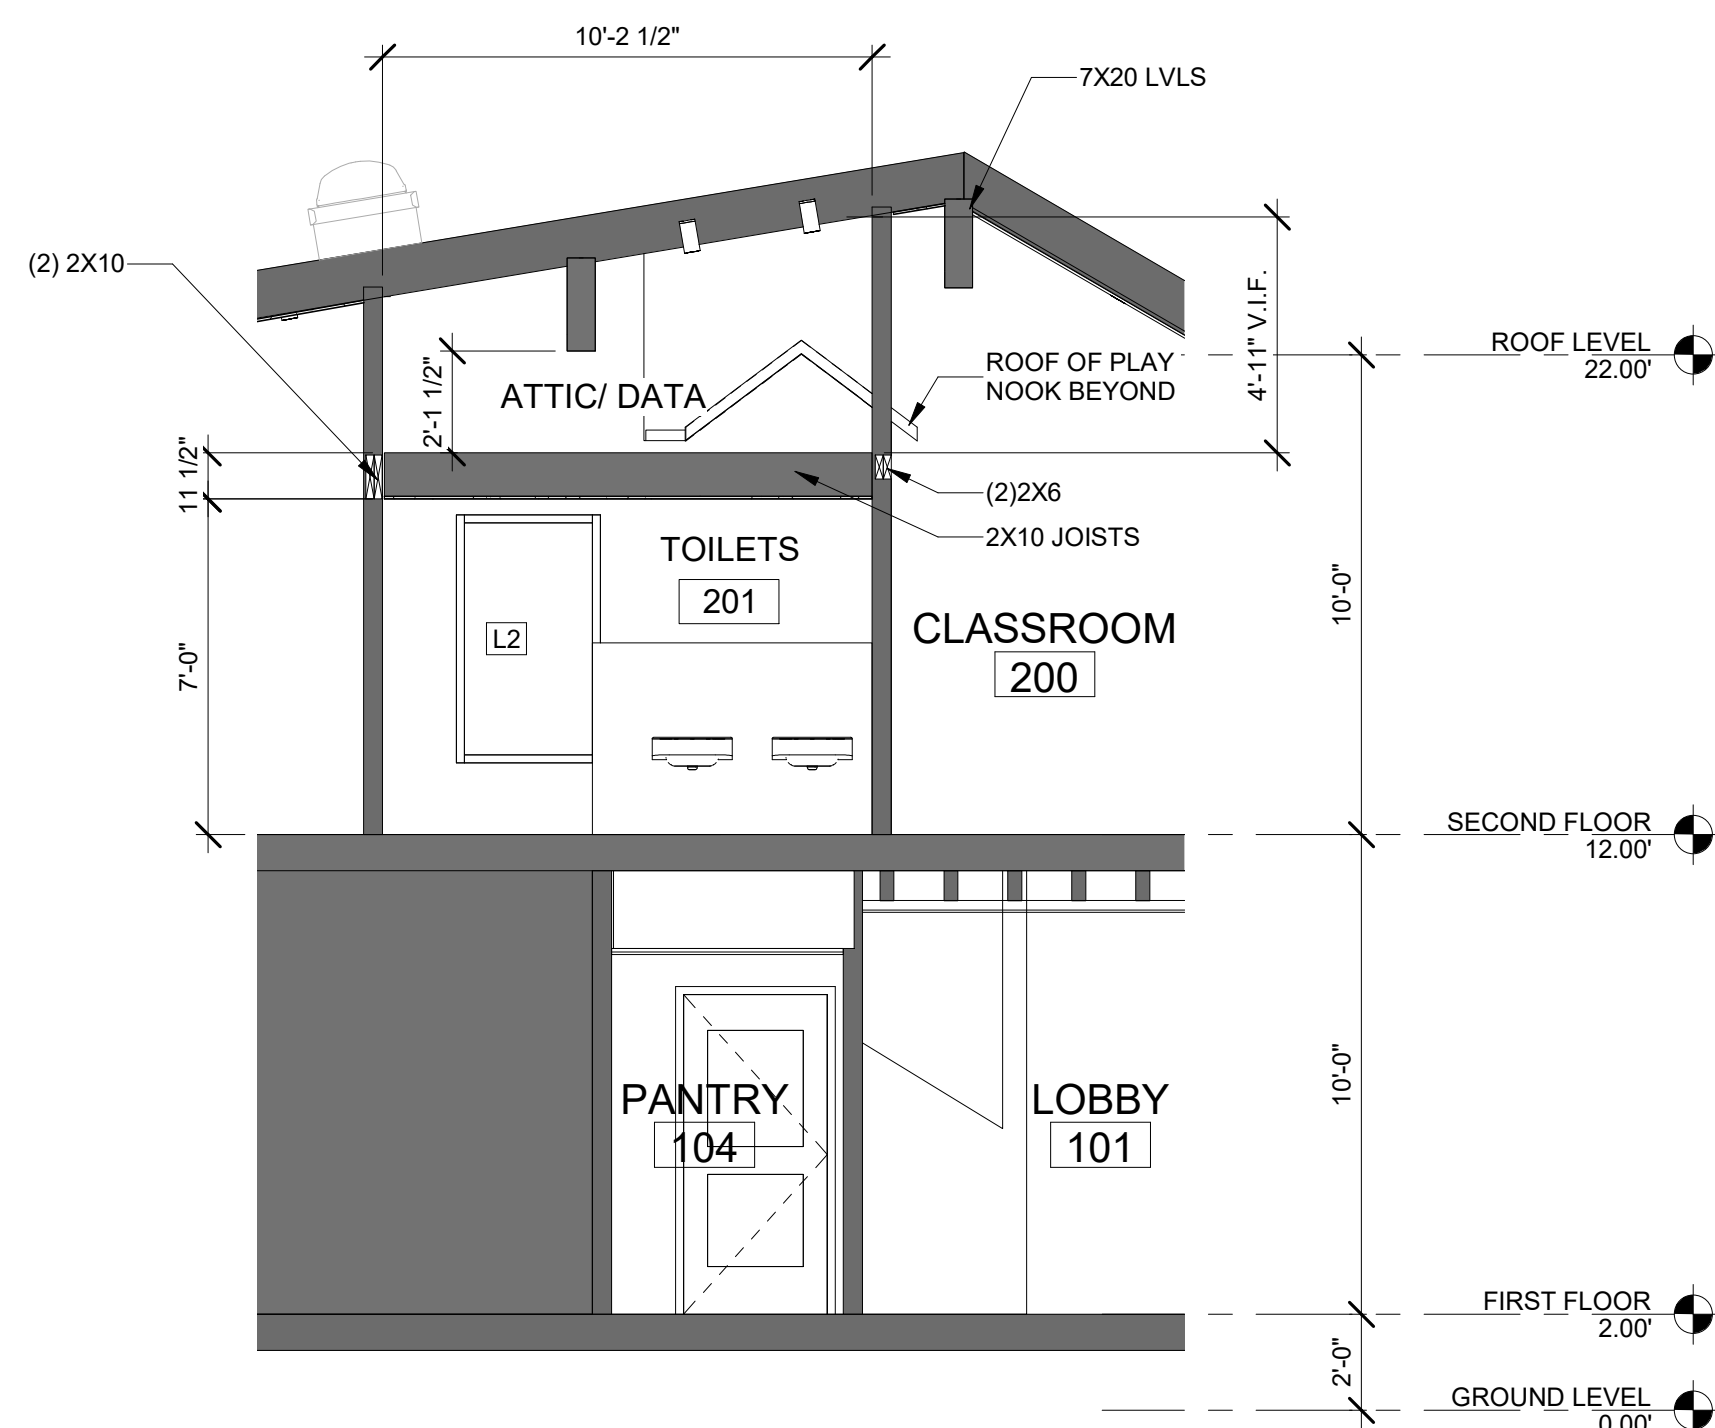 10'-2 1/2"
7X20 LVLS
(2) 2X10
4'-11" V.I.F.
ROOF LEVEL
22.00'
2'-1 1/2"
ATTIC/ DATA
ROOF OF PLAY
NOOK BEYOND
11 1/2"
(2)2X6
2X10 JOISTS
TOILETS
201
L2
CLASSROOM
200
10'-0"
7'-0"
SECOND FLOOR
12.00'
PANTRY
104
LOBBY
101
10'-0"
FIRST FLOOR
2.00'
2'-0"
GROUND LEVEL
0.00'